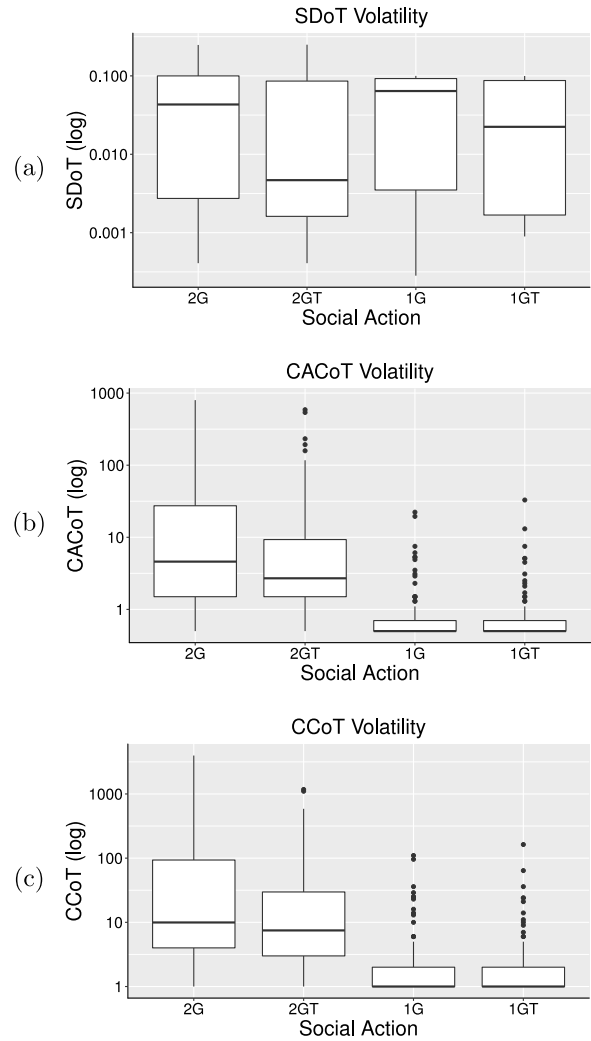 SDoT Volatility
(a)
SDoT (log)
0.100
0.010
0.001
2G 2GT 1G 1GT
Social Action
CACoT Volatility
(b)
CACoT (log)
1000
100
10
1
2G 2GT 1G 1GT
Social Action
CCoT Volatility
(c)
CCoT (log)
1000
100
10
1
2G 2GT 1G 1GT
Social Action